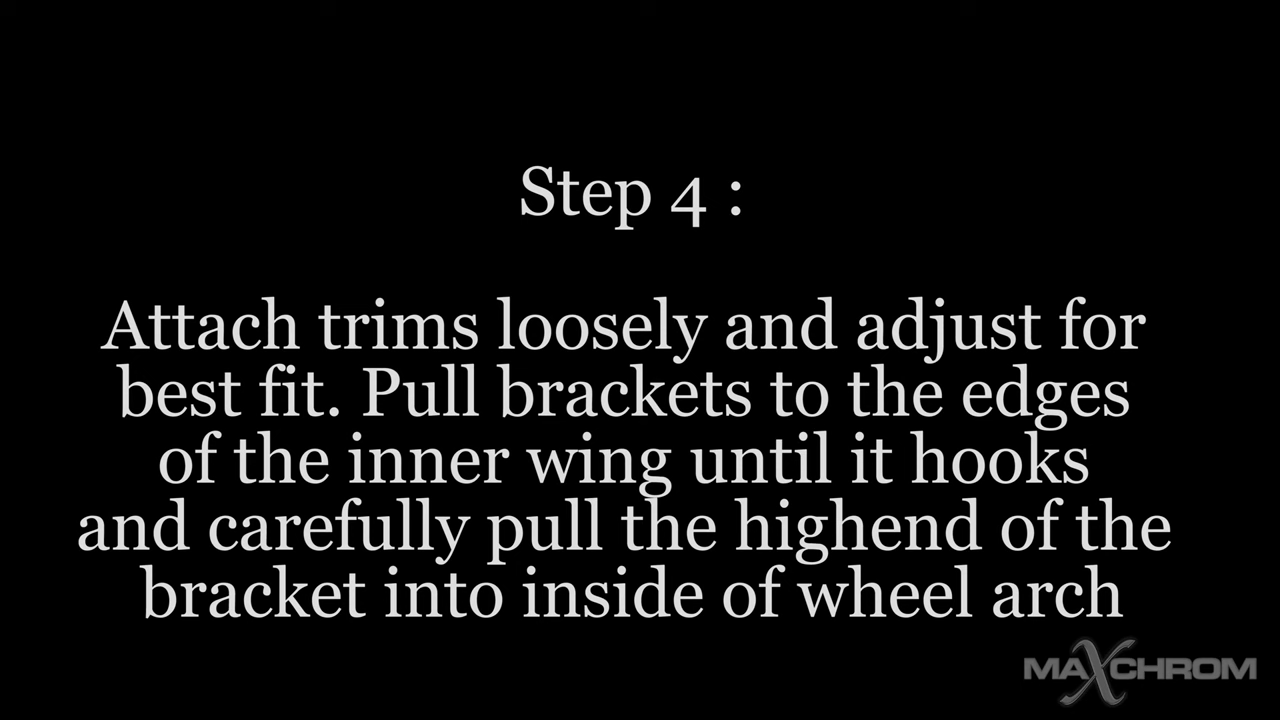 Step 4 :
Attach trims loosely and adjust for
best fit. Pull brackets to the edges
of the inner wing until it hooks
and carefully pull the highend of the
bracket into inside of wheel arch
MAXCHROM